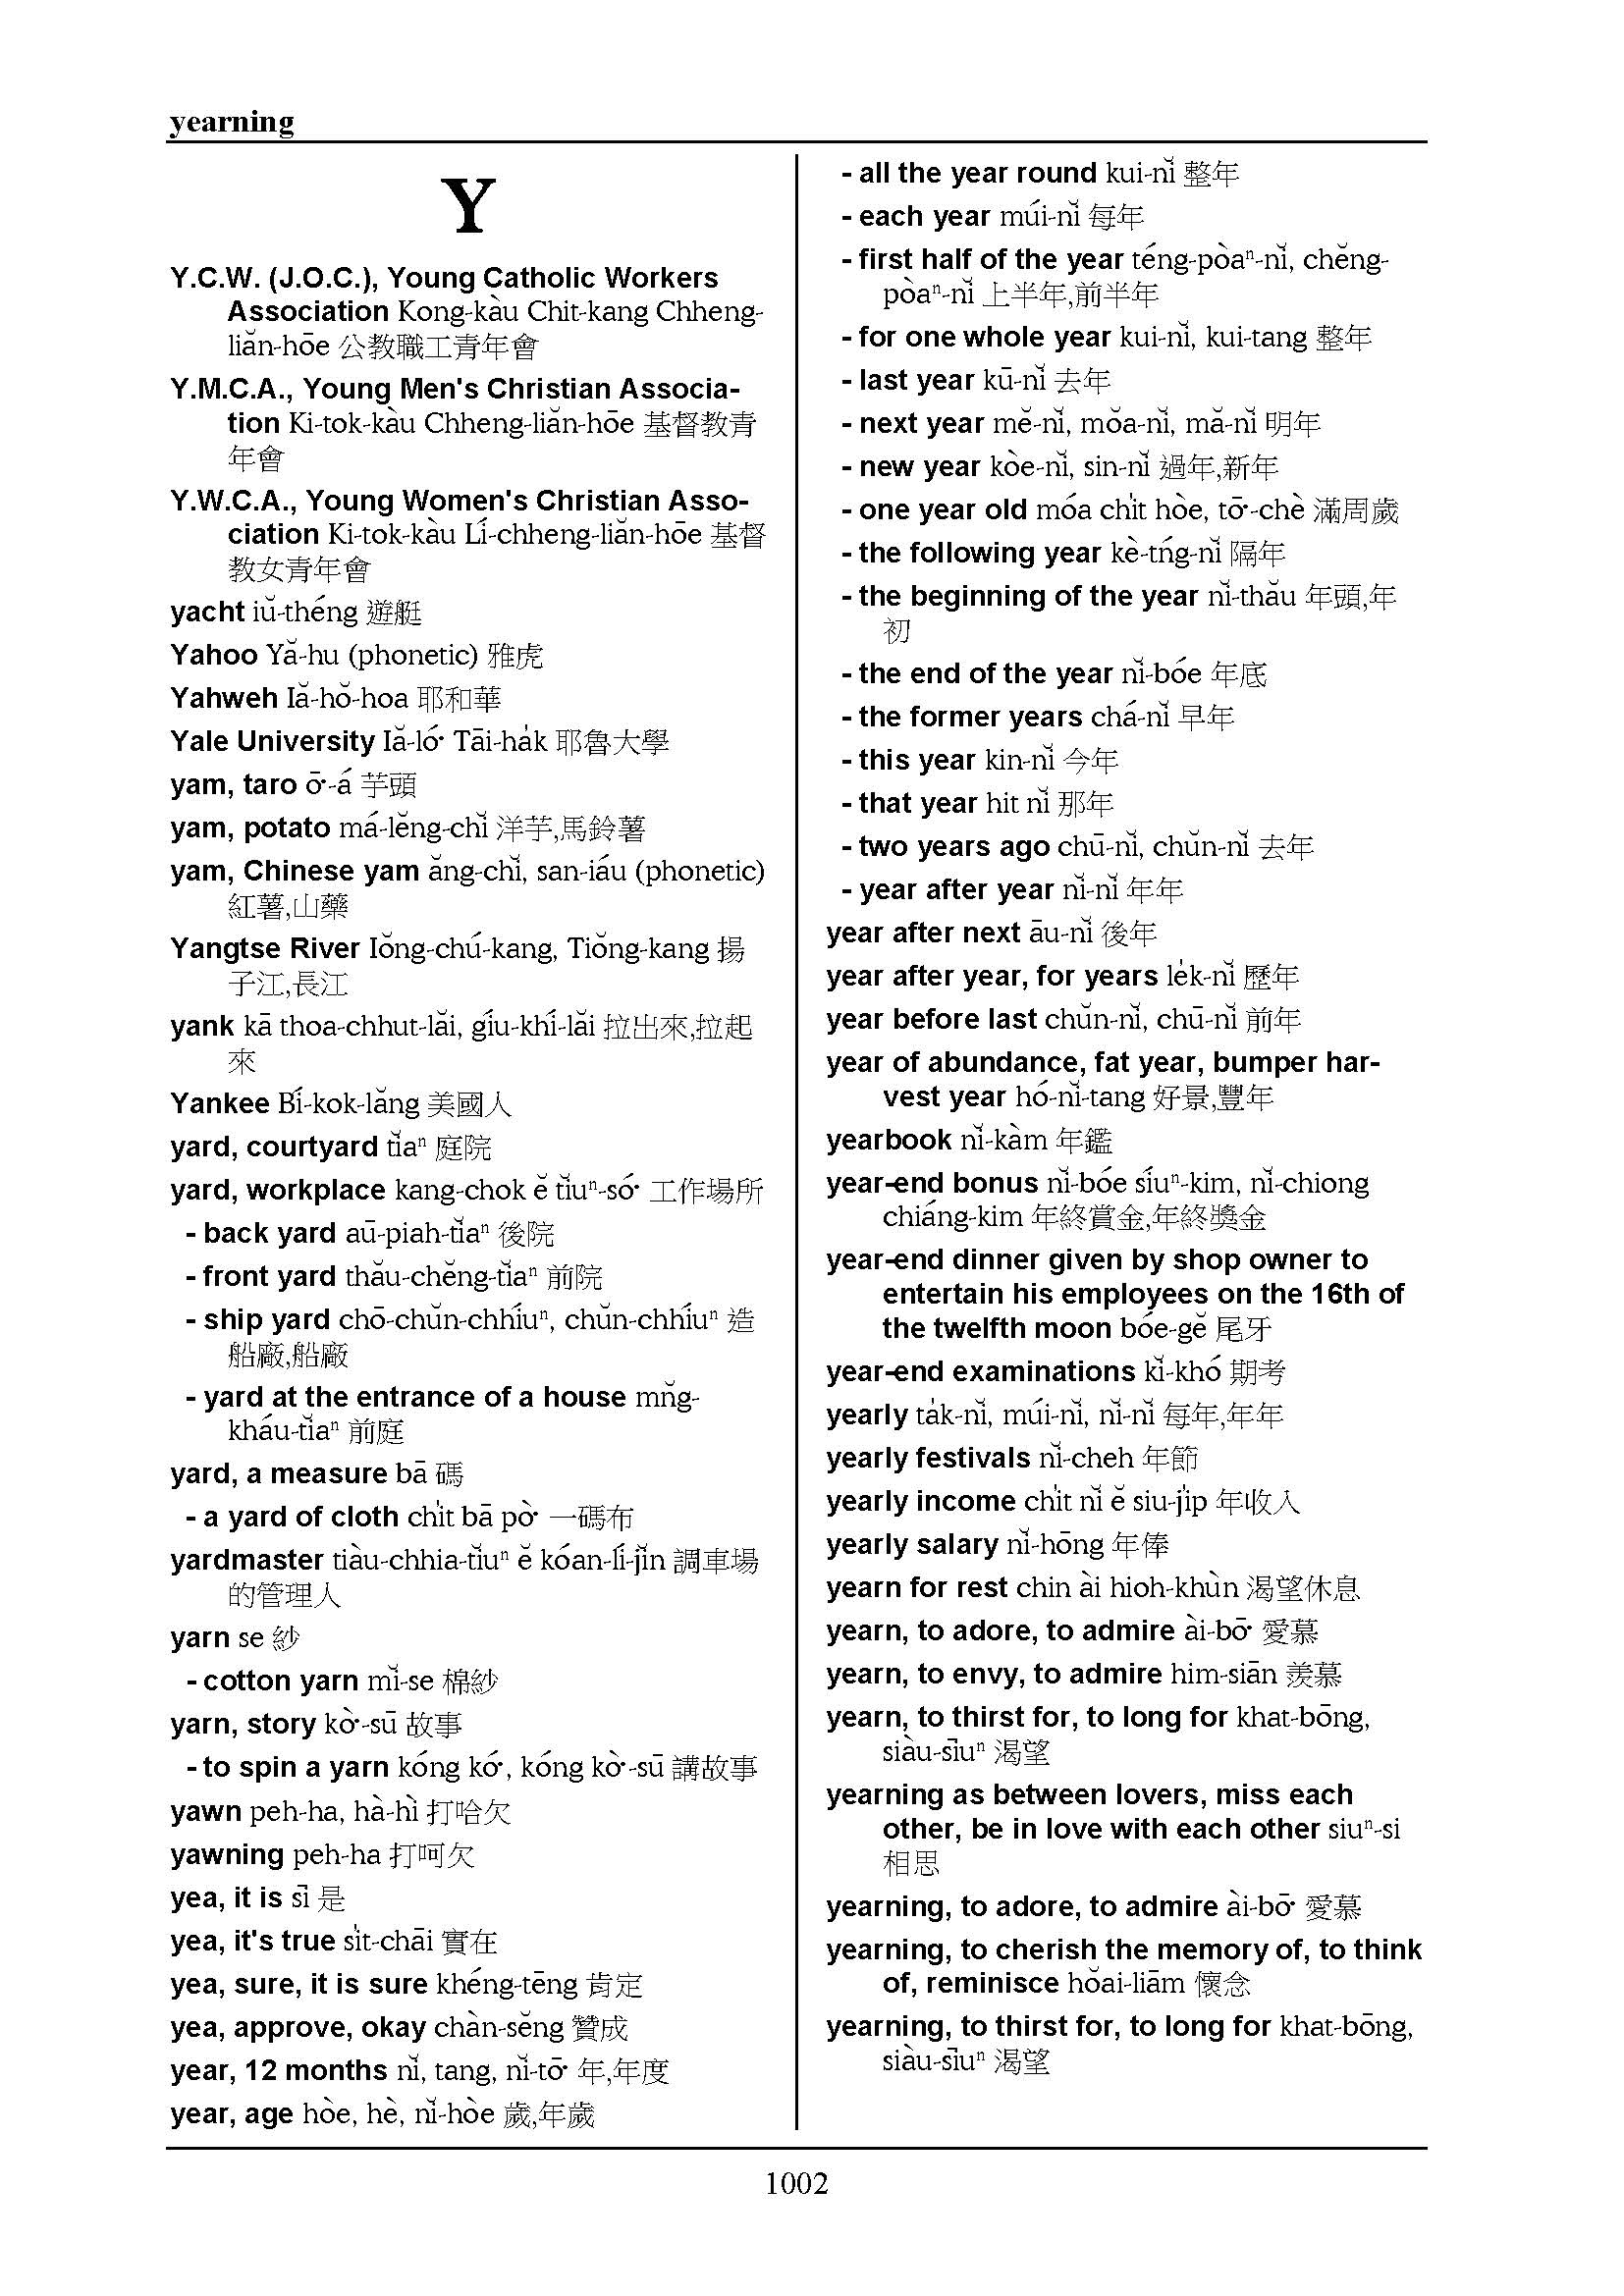 yearning
Y
Y.C.W. (J.O.C.), Young Catholic Workers
Association Kong-kàu Chit-kang Chheng-
liăn-hōe 公教職工青年會
Y.M.C.A., Young Men's Christian Associa-
tion Ki-tok-kàu Chheng-liăn-hōe 基督教青
年會
Y.W.C.A., Young Women's Christian Asso-
ciation Ki-tok-kàu Lí-chheng-liăn-hōe 基督
教女青年會
yacht iŭ-théng 遊艇
Yahoo Yă-hu (phonetic) 雅虎
Yahweh Iă-hŏ-hoa 耶和華
Yale University Iă-ló͘ Tāi-ha̍k 耶魯大學
yam, taro ō͘-á 芋頭
yam, potato má-lĕng-chĭ 洋芋,馬鈴薯
yam, Chinese yam ăng-chĭ, san-iáu (phonetic)
紅薯,山藥
Yangtse River Iŏng-chú-kang, Tiŏng-kang 揚
子江,長江
yank kā thoa-chhut-lăi, gíu-khí-lăi 拉出來,拉起
來
Yankee Bí-kok-lăng 美國人
yard, courtyard tĭaⁿ 庭院
yard, workplace kang-chok ĕ tĭuⁿ-só͘ 工作場所
- back yard aū-piah-tĭaⁿ 後院
- front yard thău-chĕng-tĭaⁿ 前院
- ship yard chō-chŭn-chhíuⁿ, chŭn-chhíuⁿ 造
船廠,船廠
- yard at the entrance of a house mn̆g-
kháu-tĭaⁿ 前庭
yard, a measure bā 碼
- a yard of cloth chi̍t bā pò͘ 一碼布
yardmaster tiàu-chhia-tĭuⁿ ĕ kóan-lí-jĭn 調車場
的管理人
yarn se 紗
- cotton yarn mĭ-se 棉紗
yarn, story kò͘-sū 故事
- to spin a yarn kóng kó͘, kóng kò͘-sū 講故事
yawn peh-ha, hà-hì 打哈欠
yawning peh-ha 打呵欠
yea, it is sī 是
yea, it's true si̍t-chāi 實在
yea, sure, it is sure khéng-tēng 肯定
yea, approve, okay chàn-sĕng 贊成
year, 12 months nĭ, tang, nĭ-tō͘ 年,年度
year, age hòe, hè, nĭ-hòe 歲,年歲
- all the year round kui-nĭ 整年
- each year múi-nĭ 每年
- first half of the year téng-pòaⁿ-nĭ, chĕng-
pòaⁿ-nĭ 上半年,前半年
- for one whole year kui-nĭ, kui-tang 整年
- last year kū-nĭ 去年
- next year mĕ-nĭ, mŏa-nĭ, mă-nĭ 明年
- new year kòe-nĭ, sin-nĭ 過年,新年
- one year old móa chi̍t hòe, tō͘-chè 滿周歲
- the following year kè-tńg-nĭ 隔年
- the beginning of the year nĭ-thău 年頭,年
初
- the end of the year nĭ-bóe 年底
- the former years chá-nĭ 早年
- this year kin-nĭ 今年
- that year hit nĭ 那年
- two years ago chū-nĭ, chŭn-nĭ 去年
- year after year nĭ-nĭ 年年
year after next āu-nĭ 後年
year after year, for years le̍k-nĭ 歷年
year before last chŭn-nĭ, chū-nĭ 前年
year of abundance, fat year, bumper har-
vest year hó-nĭ-tang 好景,豐年
yearbook nĭ-kàm 年鑑
year-end bonus nĭ-bóe síuⁿ-kim, nĭ-chiong
chiáng-kim 年終賞金,年終獎金
year-end dinner given by shop owner to
entertain his employees on the 16th of
the twelfth moon bóe-gĕ 尾牙
year-end examinations kĭ-khó 期考
yearly ta̍k-nĭ, múi-nĭ, nĭ-nĭ 每年,年年
yearly festivals nĭ-cheh 年節
yearly income chi̍t nĭ ĕ siu-ji̍p 年收入
yearly salary nĭ-hōng 年俸
yearn for rest chin ài hioh-khùn 渴望休息
yearn, to adore, to admire ài-bō͘ 愛慕
yearn, to envy, to admire him-siān 羨慕
yearn, to thirst for, to long for khat-bōng,
siàu-sīuⁿ 渴望
yearning as between lovers, miss each
other, be in love with each other siuⁿ-si
相思
yearning, to adore, to admire ài-bō͘ 愛慕
yearning, to cherish the memory of, to think
of, reminisce hŏai-liām 懷念
yearning, to thirst for, to long for khat-bōng,
siàu-sīuⁿ 渴望
1002